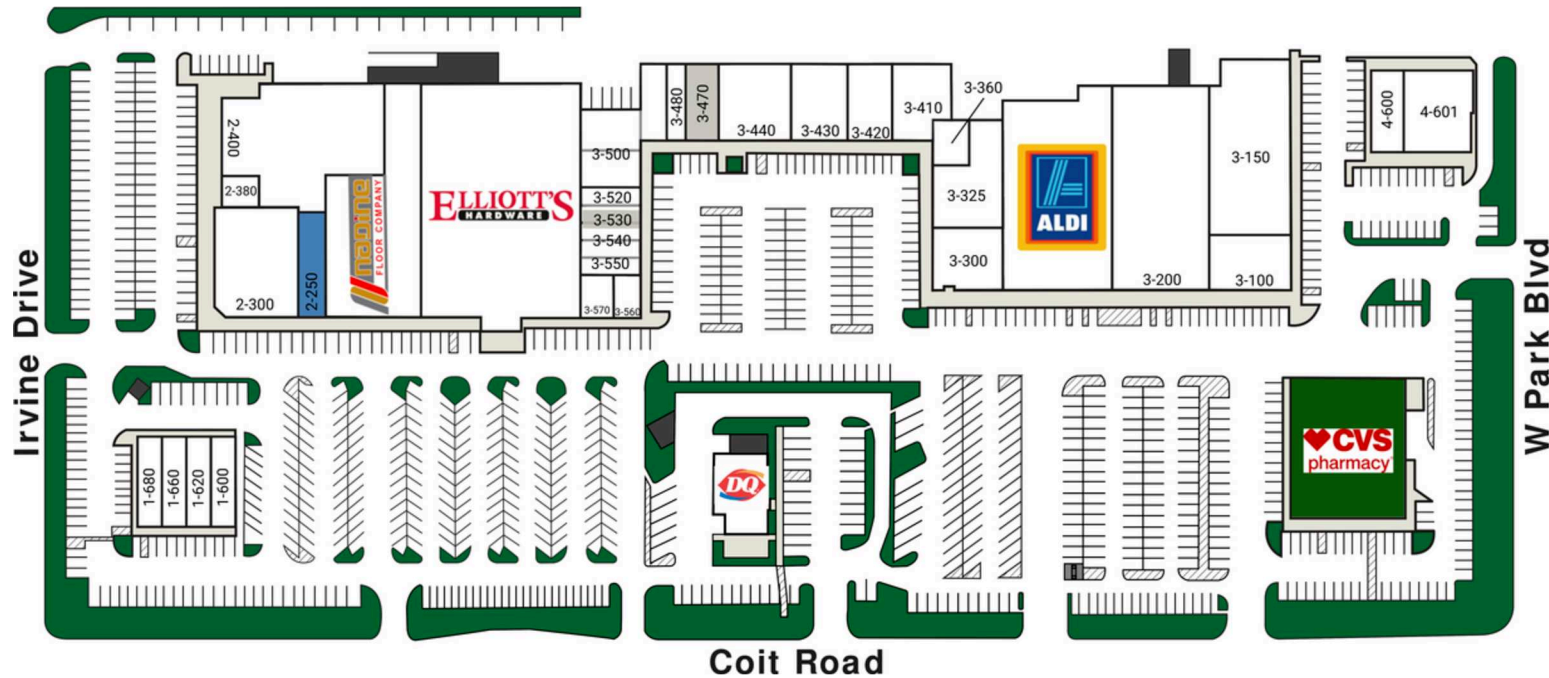 3-480
3-470
3-440
3-430
3-420
3-410
3-360
4-600
4-601
2-400
3-500
3-150
2-380
3-520
3-325
3-530
3-540
3-550
3-300
nadine
FLOOR COMPANY
ELLIOTT'S
HARDWARE
ALDI
2-300
2-250
3-570
3-560
3-200
3-100
Irvine Drive
W Park Blvd
1-680
1-660
1-620
1-600
DQ
CVS
pharmacy
Coit Road